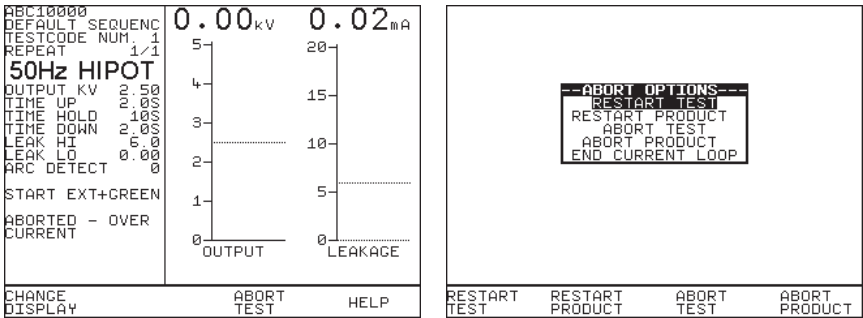 ABC10000
DEFAULT SEQUENC
TESTCODE NUM. 1
REPEAT 1/1
50Hz HIPOT
OUTPUT KV 2.50
TIME UP 2.0S
TIME HOLD 10S
TIME DOWN 2.0S
LEAK HI 6.0
LEAK LO 0.00
ARC DETECT 0
START EXT+GREEN
ABORTED - OVER
CURRENT
0.00kV 0.02mA
5 20
4
15
3
10
2
5
1
0 0
OUTPUT LEAKAGE
CHANGE
DISPLAY
ABORT
TEST
HELP
--ABORT OPTIONS---
RESTART TEST
RESTART PRODUCT
ABORT TEST
ABORT PRODUCT
END CURRENT LOOP
RESTART
TEST
RESTART
PRODUCT
ABORT
TEST
ABORT
PRODUCT